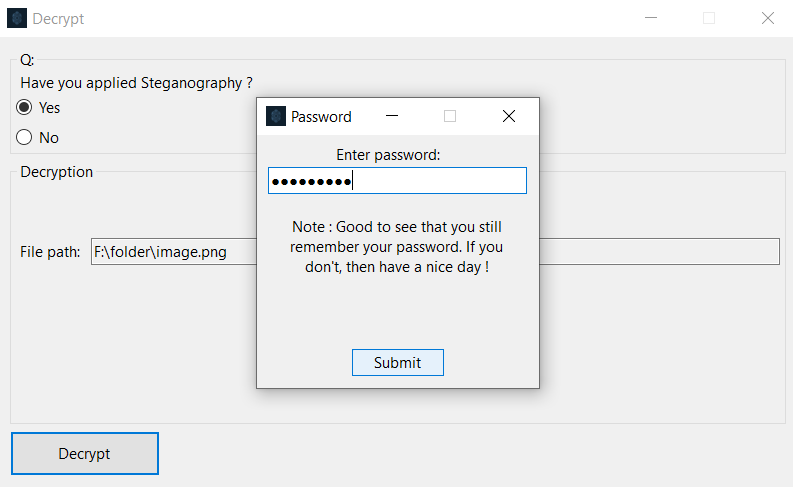 Decrypt
Q:
Have you applied Steganography ?
Yes
No
Decryption
File path:
F:\folder\image.png
Decrypt
Password
Enter password:
●●●●●●●●●
Note : Good to see that you still
remember your password. If you
don't, then have a nice day !
Submit